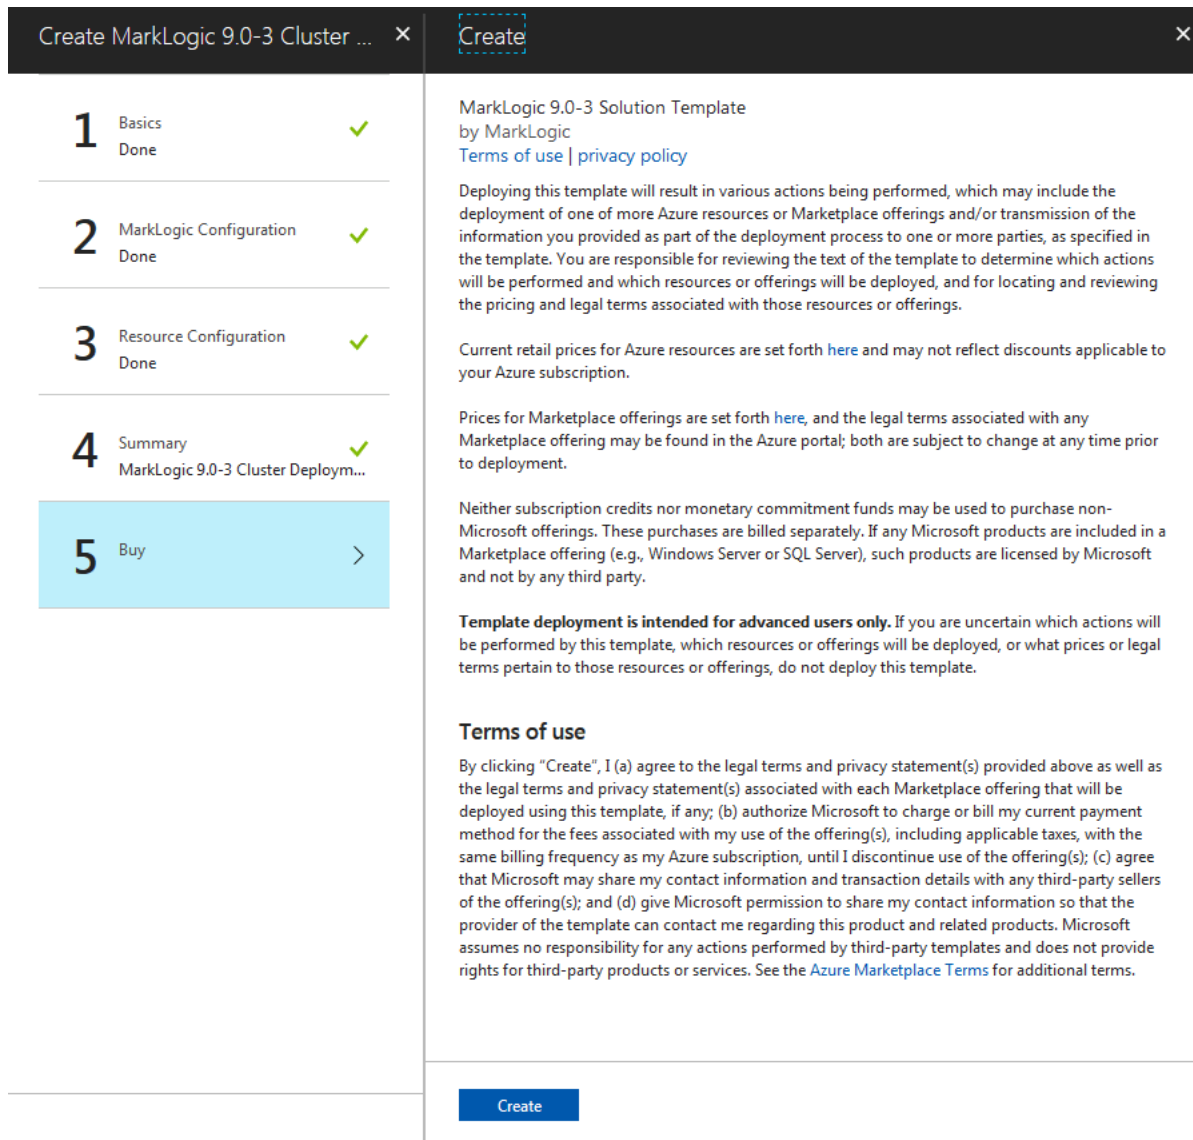 Create MarkLogic 9.0-3 Cluster ...
1
Basics
Done
2
MarkLogic Configuration
Done
3
Resource Configuration
Done
4
Summary
MarkLogic 9.0-3 Cluster Deploym...
5
Buy
Create
MarkLogic 9.0-3 Solution Template
by MarkLogic
Terms of use | privacy policy
Deploying this template will result in various actions being performed, which may include the
deployment of one of more Azure resources or Marketplace offerings and/or transmission of the
information you provided as part of the deployment process to one or more parties, as specified in
the template. You are responsible for reviewing the text of the template to determine which actions
will be performed and which resources or offerings will be deployed, and for locating and reviewing
the pricing and legal terms associated with those resources or offerings.
Current retail prices for Azure resources are set forth here and may not reflect discounts applicable to
your Azure subscription.
Prices for Marketplace offerings are set forth here, and the legal terms associated with any
Marketplace offering may be found in the Azure portal; both are subject to change at any time prior
to deployment.
Neither subscription credits nor monetary commitment funds may be used to purchase non-
Microsoft offerings. These purchases are billed separately. If any Microsoft products are included in a
Marketplace offering (e.g., Windows Server or SQL Server), such products are licensed by Microsoft
and not by any third party.
Template deployment is intended for advanced users only. If you are uncertain which actions will
be performed by this template, which resources or offerings will be deployed, or what prices or legal
terms pertain to those resources or offerings, do not deploy this template.
Terms of use
By clicking “Create”, I (a) agree to the legal terms and privacy statement(s) provided above as well as
the legal terms and privacy statement(s) associated with each Marketplace offering that will be
deployed using this template, if any; (b) authorize Microsoft to charge or bill my current payment
method for the fees associated with my use of the offering(s), including applicable taxes, with the
same billing frequency as my Azure subscription, until I discontinue use of the offering(s); (c) agree
that Microsoft may share my contact information and transaction details with any third-party sellers
of the offering(s); and (d) give Microsoft permission to share my contact information so that the
provider of the template can contact me regarding this product and related products. Microsoft
assumes no responsibility for any actions performed by third-party templates and does not provide
rights for third-party products or services. See the Azure Marketplace Terms for additional terms.
Create